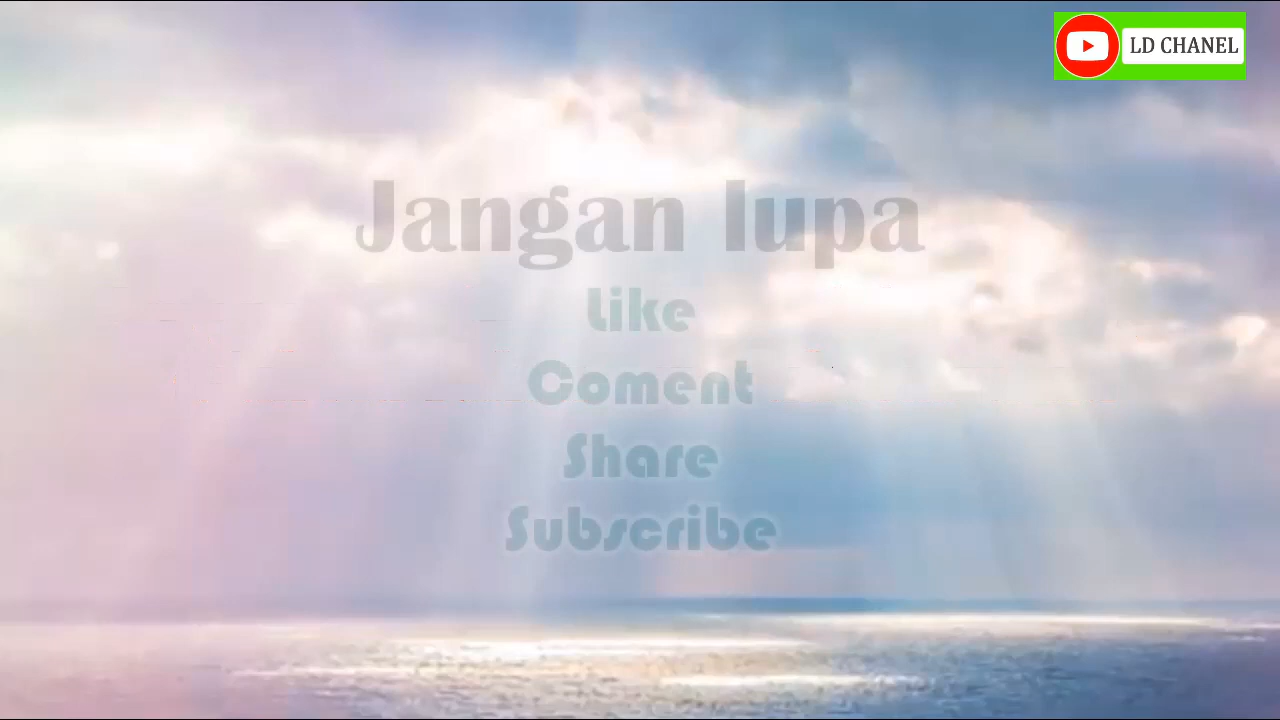 LD CHANEL
Jangan lupa
Like
Coment
Share
Subscribe